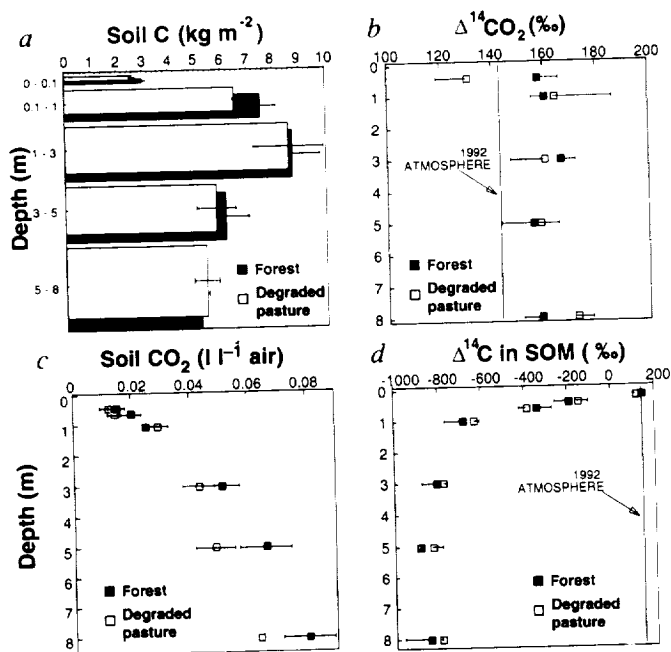 a
Soil C (kg m⁻²)
0 1 2 3 4 5 6 7 8 9 10
0 - 0.1
0.1 - 1
1 - 3
3 - 5
5 - 8
Depth (m)
Forest
Degraded
pasture
b
Δ¹⁴CO₂ (‰)
100 120 140 160 180 200
0
1
2
3
4
5
6
7
8
1992
ATMOSPHERE
Forest
Degraded
pasture
c
Soil CO₂ (l l⁻¹ air)
0 0.02 0.04 0.06 0.08
0
1
2
3
4
5
6
7
8
Depth (m)
Forest
Degraded
pasture
d
Δ¹⁴C in SOM (‰)
-1000 -800 -600 -400 -200 0 200
0
1
2
3
4
5
6
7
8
1992
ATMOSPHERE
Forest
Degraded
pasture